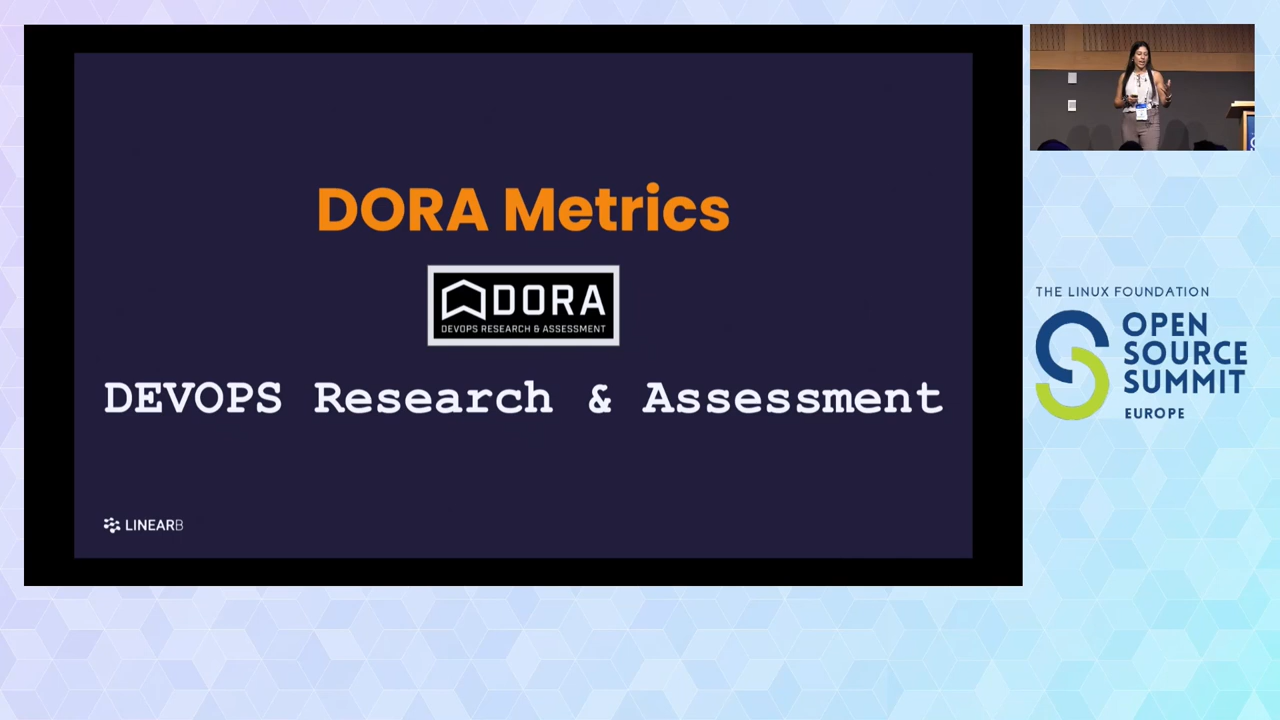 DORA Metrics
DORA
DEVOPS RESEARCH & ASSESSMENT
DEVOPS Research & Assessment
LINEARB
THE LINUX FOUNDATION
OPEN
SOURCE
SUMMIT
EUROPE